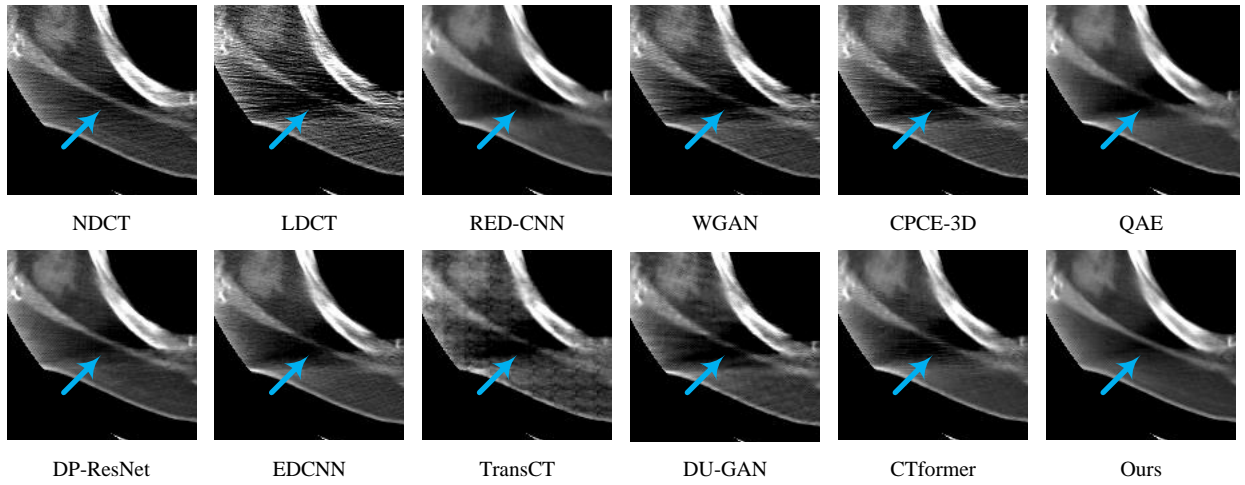 NDCT LDCT RED-CNN WGAN CPCE-3D QAE
DP-ResNet EDCNN TransCT DU-GAN CTformer Ours